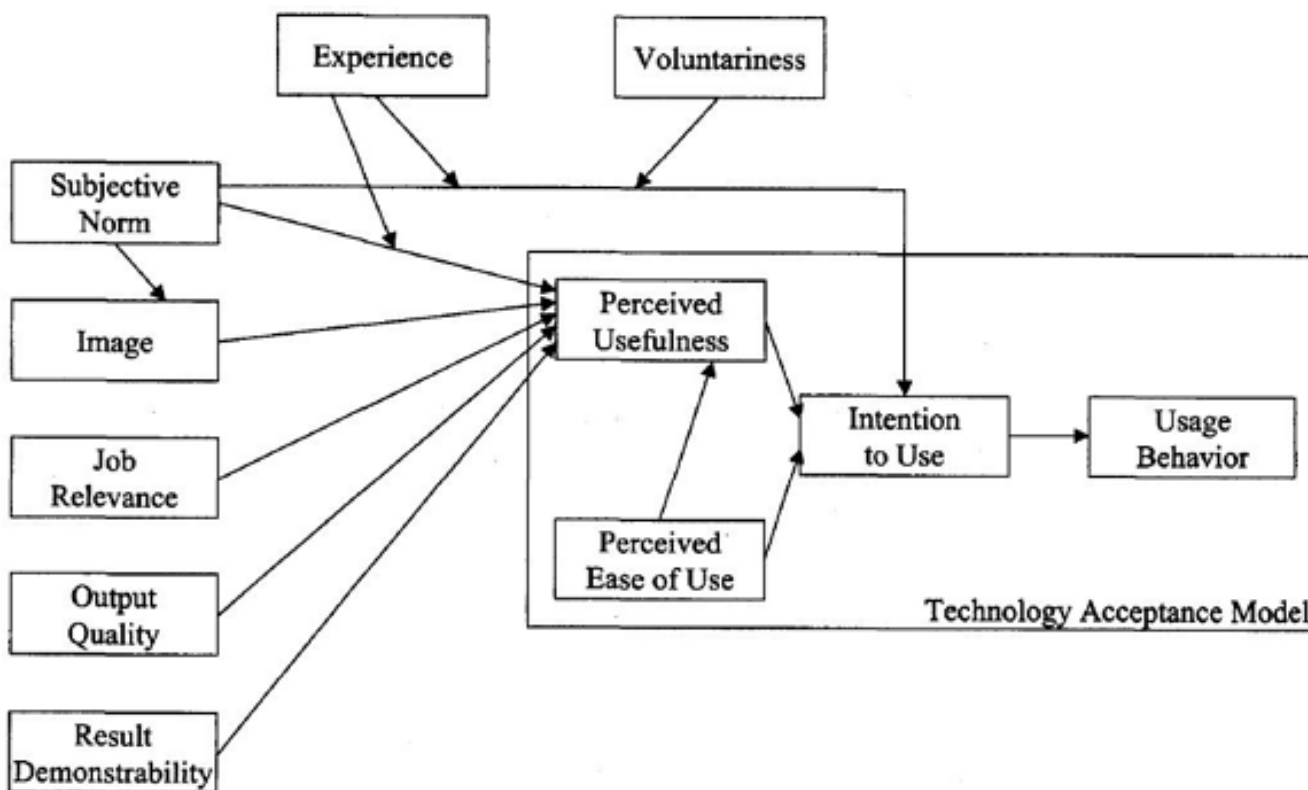 Experience
Voluntariness
Subjective
Norm
Image
Job
Relevance
Output
Quality
Result
Demonstrability
Perceived
Usefulness
Perceived
Ease of Use
Intention
to Use
Usage
Behavior
Technology Acceptance Model